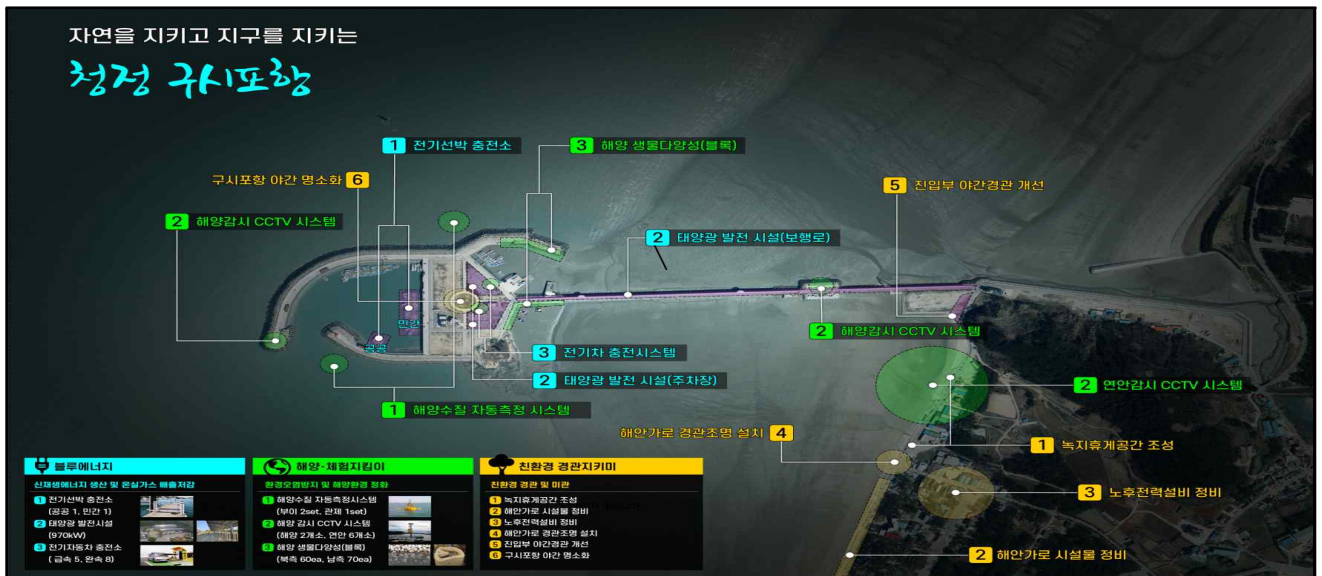 자연을 지키고 지구를 지키는
청정 구시포항
1 전기선박 충전소
3 해양 생물다양성(블록)
구시포항 야간 명소화 6
5 진입부 야간경관 개선
2 해양감시 CCTV 시스템
2 태양광 발전 시설(보행로)
민간
공공
2 해양감시 CCTV 시스템
3 전기차 충전시스템
2 태양광 발전 시설(주차장)
2 연안감시 CCTV 시스템
1 해양수질 자동측정 시스템
해안가로 경관조명 설치 4
1 녹지휴게공간 조성
3 노후전력설비 정비
2 해안가로 시설물 정비
블루에너지
신재생에너지 생산 및 온실가스 배출저감
1 전기선박 충전소
(공공 1, 민간 1)
2 태양광 발전시설
(970kW)
3 전기자동차 충전소
( 급속 5, 완속 8)
해양·체험지킴이
환경오염방지 및 해양환경 정화
1 해양수질 자동측정시스템
(부이 2set, 관제 1set)
2 해양 감시 CCTV 시스템
(해양 2개소, 연안 6개소)
3 해양 생물다양성(블록)
(북측 60ea, 남측 70ea)
친환경 경관지키미
친환경 경관 및 미관
1 녹지휴게공간 조성
2 해안가로 시설물 정비
3 노후전력설비 정비
4 해안가로 경관조명 설치
5 진입부 야간경관 개선
6 구시포항 야간 명소화